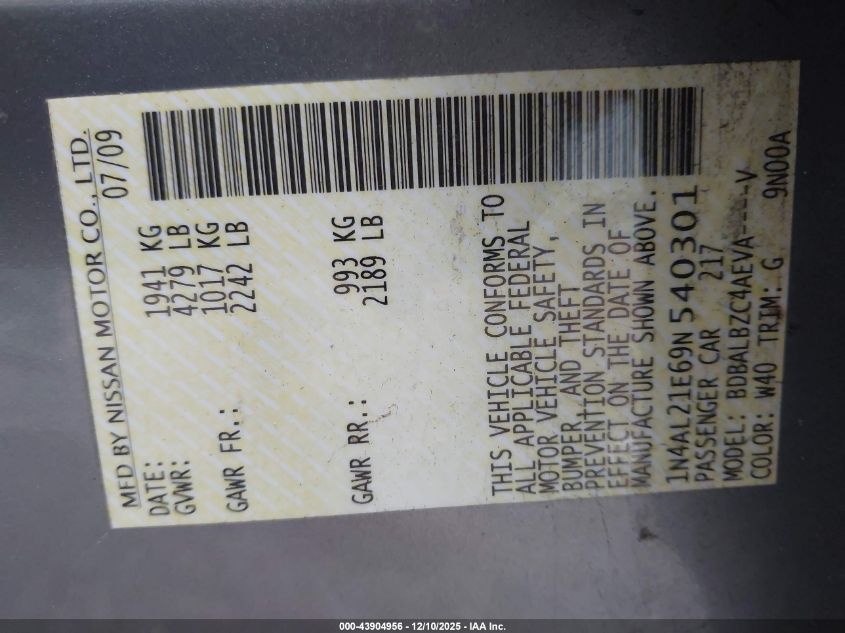 MFD BY NISSAN MOTOR CO., LTD.
DATE: 07/09
GVWR: 1941 KG
4279 LB
GAWR FR.: 1017 KG
2242 LB
GAWR RR.: 993 KG
2189 LB
THIS VEHICLE CONFORMS TO
ALL APPLICABLE FEDERAL
MOTOR VEHICLE SAFETY,
BUMPER AND THEFT
PREVENTION STANDARDS IN
EFFECT ON THE DATE OF
MANUFACTURE SHOWN ABOVE.
1N4AL21E69N540301
PASSENGER CAR 217
MODEL: BDBALBZC4AEVA----V
COLOR: W40 TRIM: G 9N00A
000-43904956 - 12/10/2025 - IAA Inc.